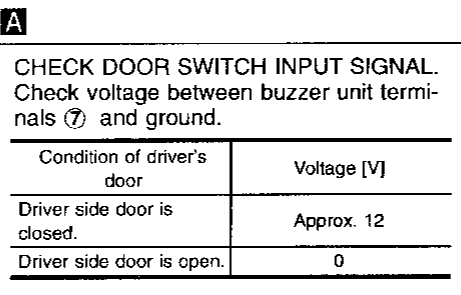 A
CHECK DOOR SWITCH INPUT SIGNAL.
Check voltage between buzzer unit termi-
nals ⑦ and ground.
Condition of driver's
door
Voltage [V]
Driver side door is
closed.
Approx. 12
Driver side door is open.
0